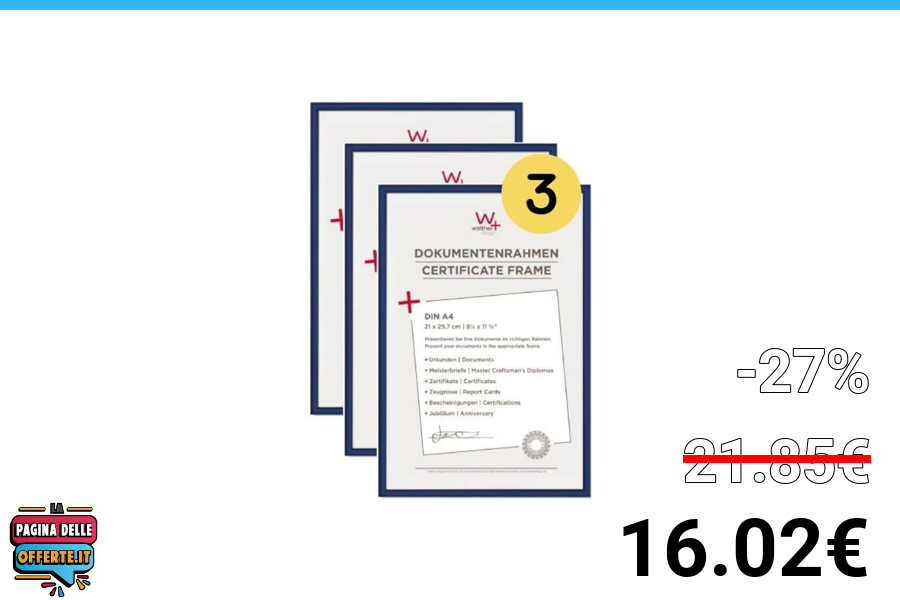 W
W
3
W+
walther
design
DOKUMENTENRAHMEN
CERTIFICATE FRAME
DIN A4
21 x 29,7 cm | 8¼ x 11 ¾"
Präsentieren Sie Ihre Dokumente im richtigen Rahmen.
Present your documents in the appropriate frame.
+ Urkunden | Documents
+ Meisterbriefe | Master Craftsman's Diplomas
+ Zertifikate | Certificates
+ Zeugnisse | Report Cards
+ Bescheinigungen | Certifications
+ Jubiläum | Anniversary
-27%
21.85€
16.02€
LA
PAGINA DELLE
OFFERTE.IT